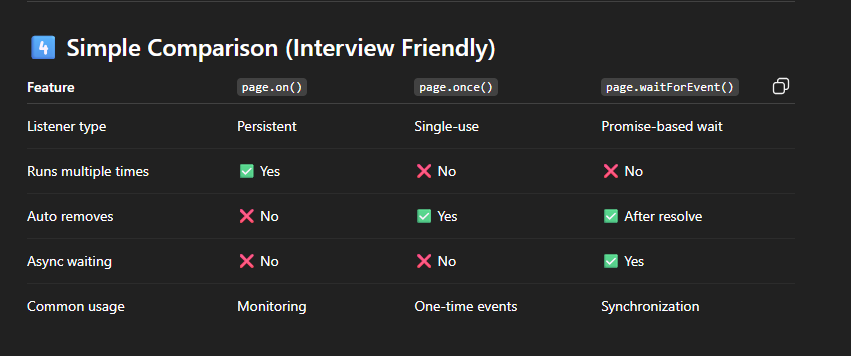 4 Simple Comparison (Interview Friendly)
Feature page.on() page.once() page.waitForEvent()
Listener type Persistent Single-use Promise-based wait
Runs multiple times ✅ Yes ❌ No ❌ No
Auto removes ❌ No ✅ Yes ✅ After resolve
Async waiting ❌ No ❌ No ✅ Yes
Common usage Monitoring One-time events Synchronization